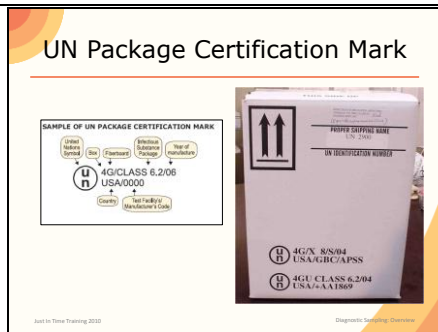 UN Package Certification Mark
SAMPLE OF UN PACKAGE CERTIFICATION MARK
United
Nations
Symbol
Box
Fiberboard
Infectious
Substance
Package
Year of
manufacture
un
4G/CLASS 6.2/06
USA/0000
Country
Test Facility's/
Manufacturer's Code
PROPER SHIPPING NAME
UN 2900
UN IDENTIFICATION NUMBER
un
4G/X 8/S/04
USA/GBC/APSS
un
4GU CLASS 6.2/04
USA/+AA1869
Just in Time Training 2010
Diagnostic Sampling: Overview